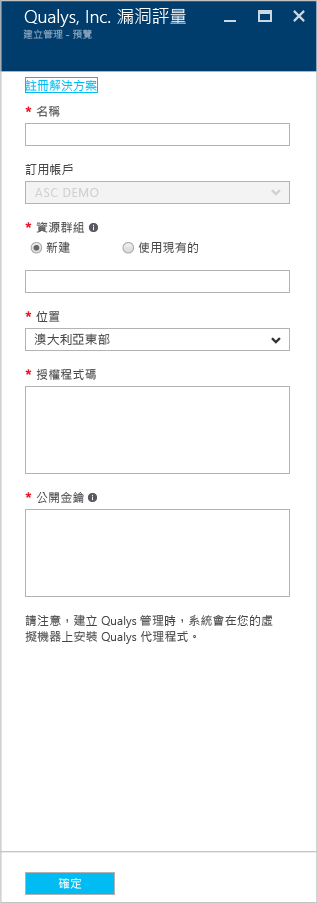 Qualys, Inc. 漏洞評量
建立管理 - 預覽
註冊解決方案
* 名稱
訂用帳戶
ASC DEMO
* 資源群組
新建 使用現有的
* 位置
澳大利亞東部
* 授權程式碼
* 公開金鑰
請注意，建立 Qualys 管理時，系統會在您的虛
擬機器上安裝 Qualys 代理程式。
確定